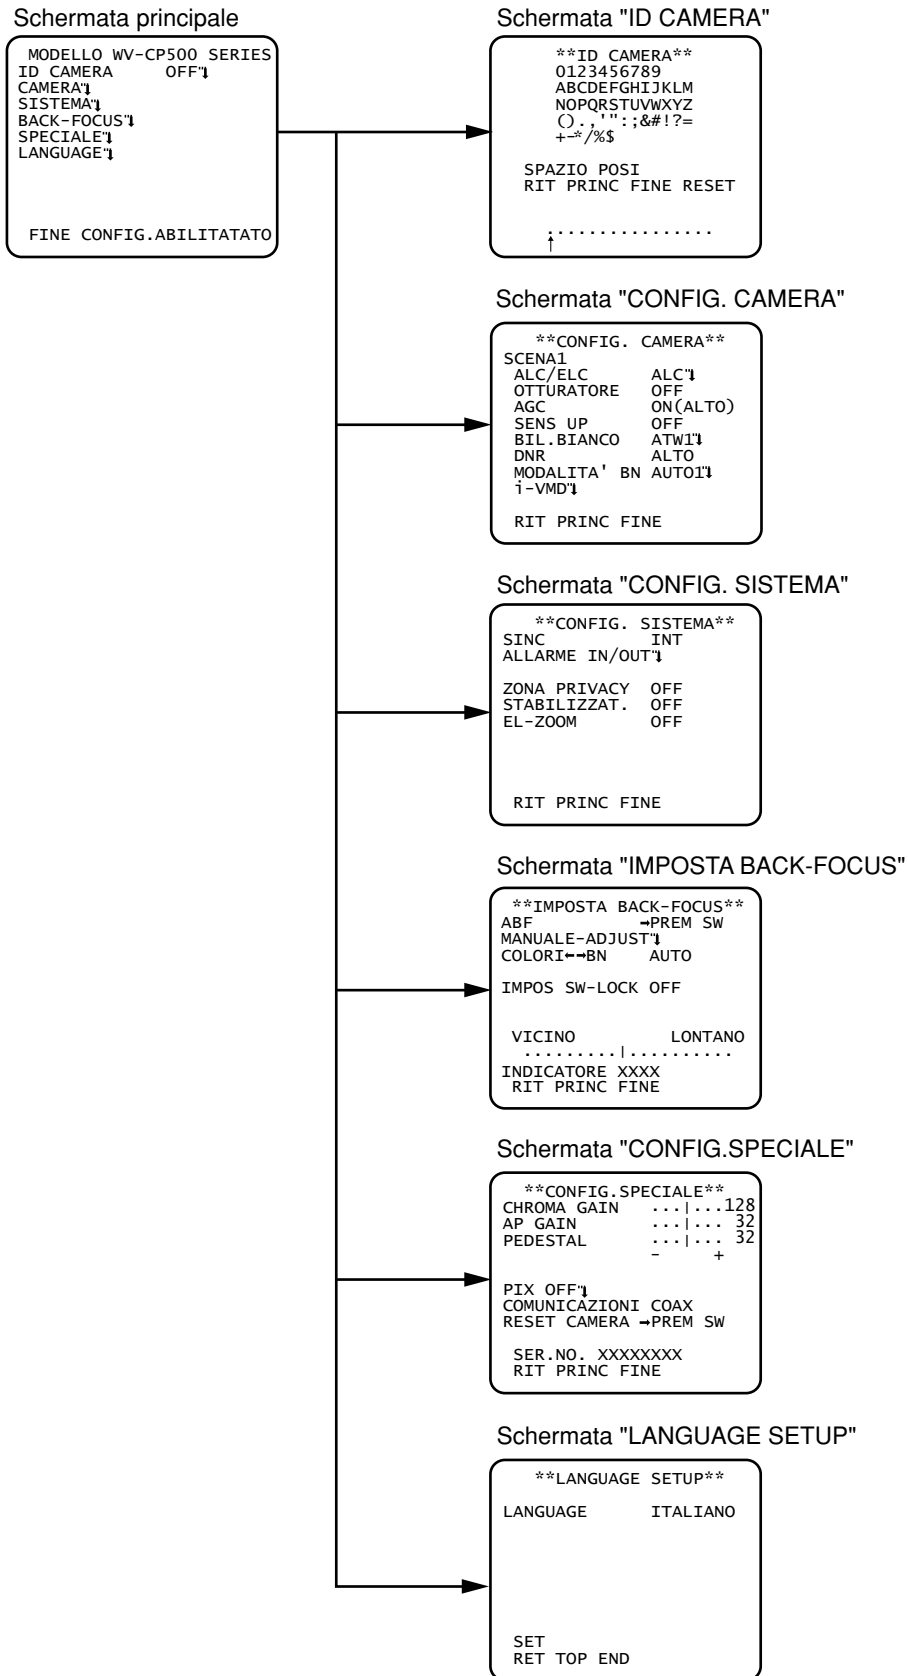 Schermata principale
MODELLO WV-CP500 SERIES
ID CAMERA OFF
CAMERA
SISTEMA
BACK-FOCUS
SPECIALE
LANGUAGE
FINE CONFIG.ABILITATATO
Schermata "ID CAMERA"
**ID CAMERA**
0123456789
ABCDEFGHIJKLM
NOPQRSTUVWXYZ
().,'":;&#!?=
+-*/%$
SPAZIO POSI
RIT PRINC FINE RESET
................
↑
Schermata "CONFIG. CAMERA"
**CONFIG. CAMERA**
SCENA1
ALC/ELC ALC
OTTURATORE OFF
AGC ON(ALTO)
SENS UP OFF
BIL.BIANCO ATW1
DNR ALTO
MODALITA' BN AUTO1
i-VMD
RIT PRINC FINE
Schermata "CONFIG. SISTEMA"
**CONFIG. SISTEMA**
SINC INT
ALLARME IN/OUT
ZONA PRIVACY OFF
STABILIZZAT. OFF
EL-ZOOM OFF
RIT PRINC FINE
Schermata "IMPOSTA BACK-FOCUS"
**IMPOSTA BACK-FOCUS**
ABF →PREM SW
MANUALE-ADJUST
COLORI←→BN AUTO
IMPOS SW-LOCK OFF
VICINO LONTANO
.........|..........
INDICATORE XXXX
RIT PRINC FINE
Schermata "CONFIG.SPECIALE"
**CONFIG.SPECIALE**
CHROMA GAIN ...|...128
AP GAIN ...|... 32
PEDESTAL ...|... 32
- +
PIX OFF
COMUNICAZIONI COAX
RESET CAMERA →PREM SW
SER.NO. XXXXXXXX
RIT PRINC FINE
Schermata "LANGUAGE SETUP"
**LANGUAGE SETUP**
LANGUAGE ITALIANO
SET
RET TOP END